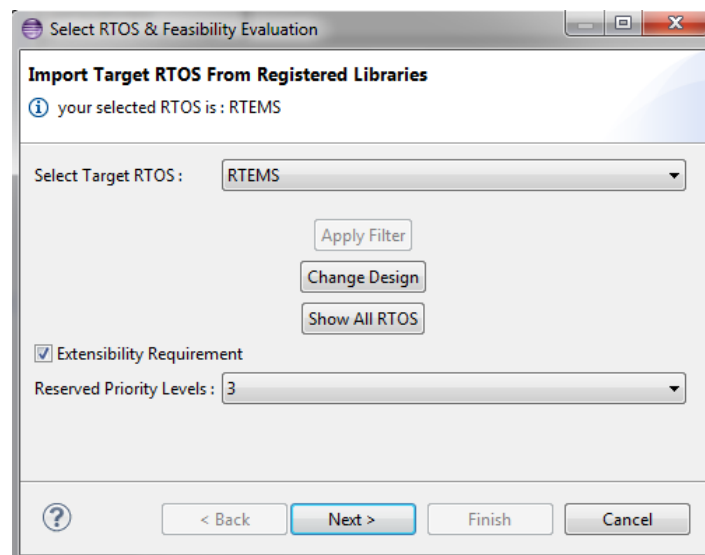 Select RTOS & Feasibility Evaluation
Import Target RTOS From Registered Libraries
your selected RTOS is : RTEMS
Select Target RTOS : RTEMS
Apply Filter
Change Design
Show All RTOS
Extensibility Requirement
Reserved Priority Levels : 3
< Back Next > Finish Cancel